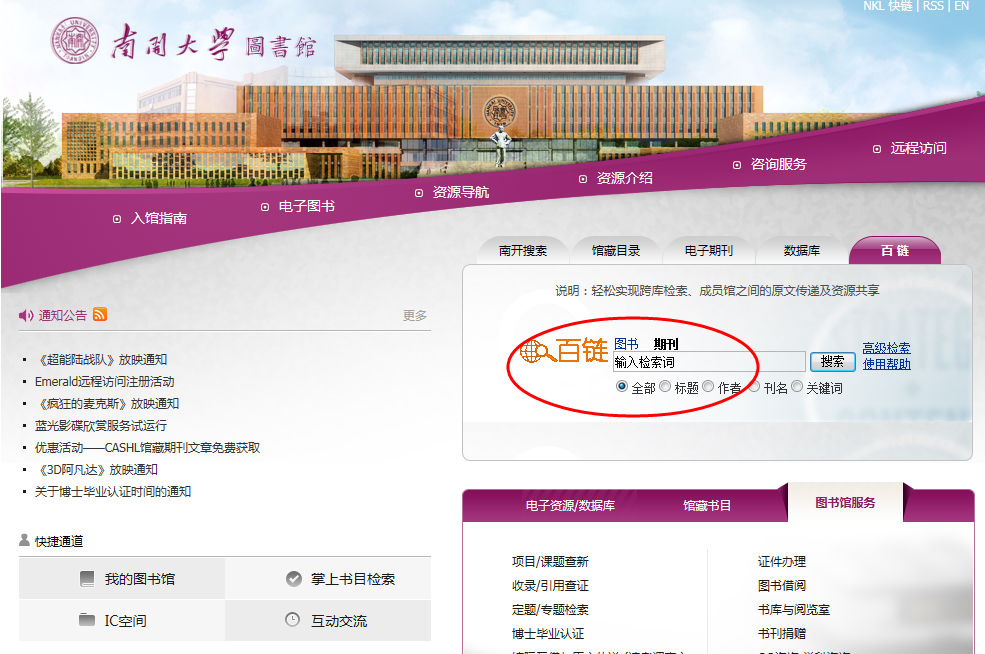 NKL 快链 | RSS | EN
南開大學 圖書館
入馆指南
电子图书
资源导航
资源介绍
咨询服务
远程访问
南开搜索
馆藏目录
电子期刊
数据库
百 链
说明：轻松实现跨库检索、成员馆之间的原文传递及资源共享
百链
图书 期刊
输入检索词
搜索
高级检索
使用帮助
全部 标题 作者 刊名 关键词
通知公告
更多
《超能陆战队》放映通知
Emerald远程访问注册活动
《疯狂的麦克斯》放映通知
蓝光影碟欣赏服务试运行
优惠活动——CASHL馆藏期刊文章免费获取
《3D阿凡达》放映通知
关于博士毕业认证时间的通知
快捷通道
我的图书馆
掌上书目检索
IC空间
互动交流
电子资源/数据库
馆藏书目
图书馆服务
项目/课题查新
收录/引用查证
定题/专题检索
博士毕业认证
证件办理
图书借阅
书库与阅览室
书刊捐赠